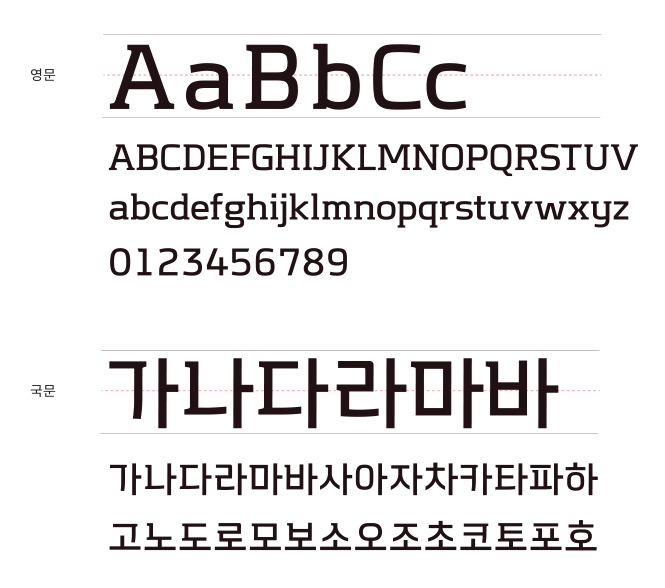 영문
AaBbCc
ABCDEFGHIJKLMNOPQRSTUV
abcdefghijklmnopqrstuvwxyz
0123456789
국문
가나다라마바
가나다라마바사아자차카타파하
고노도로모보소오조초코토포호